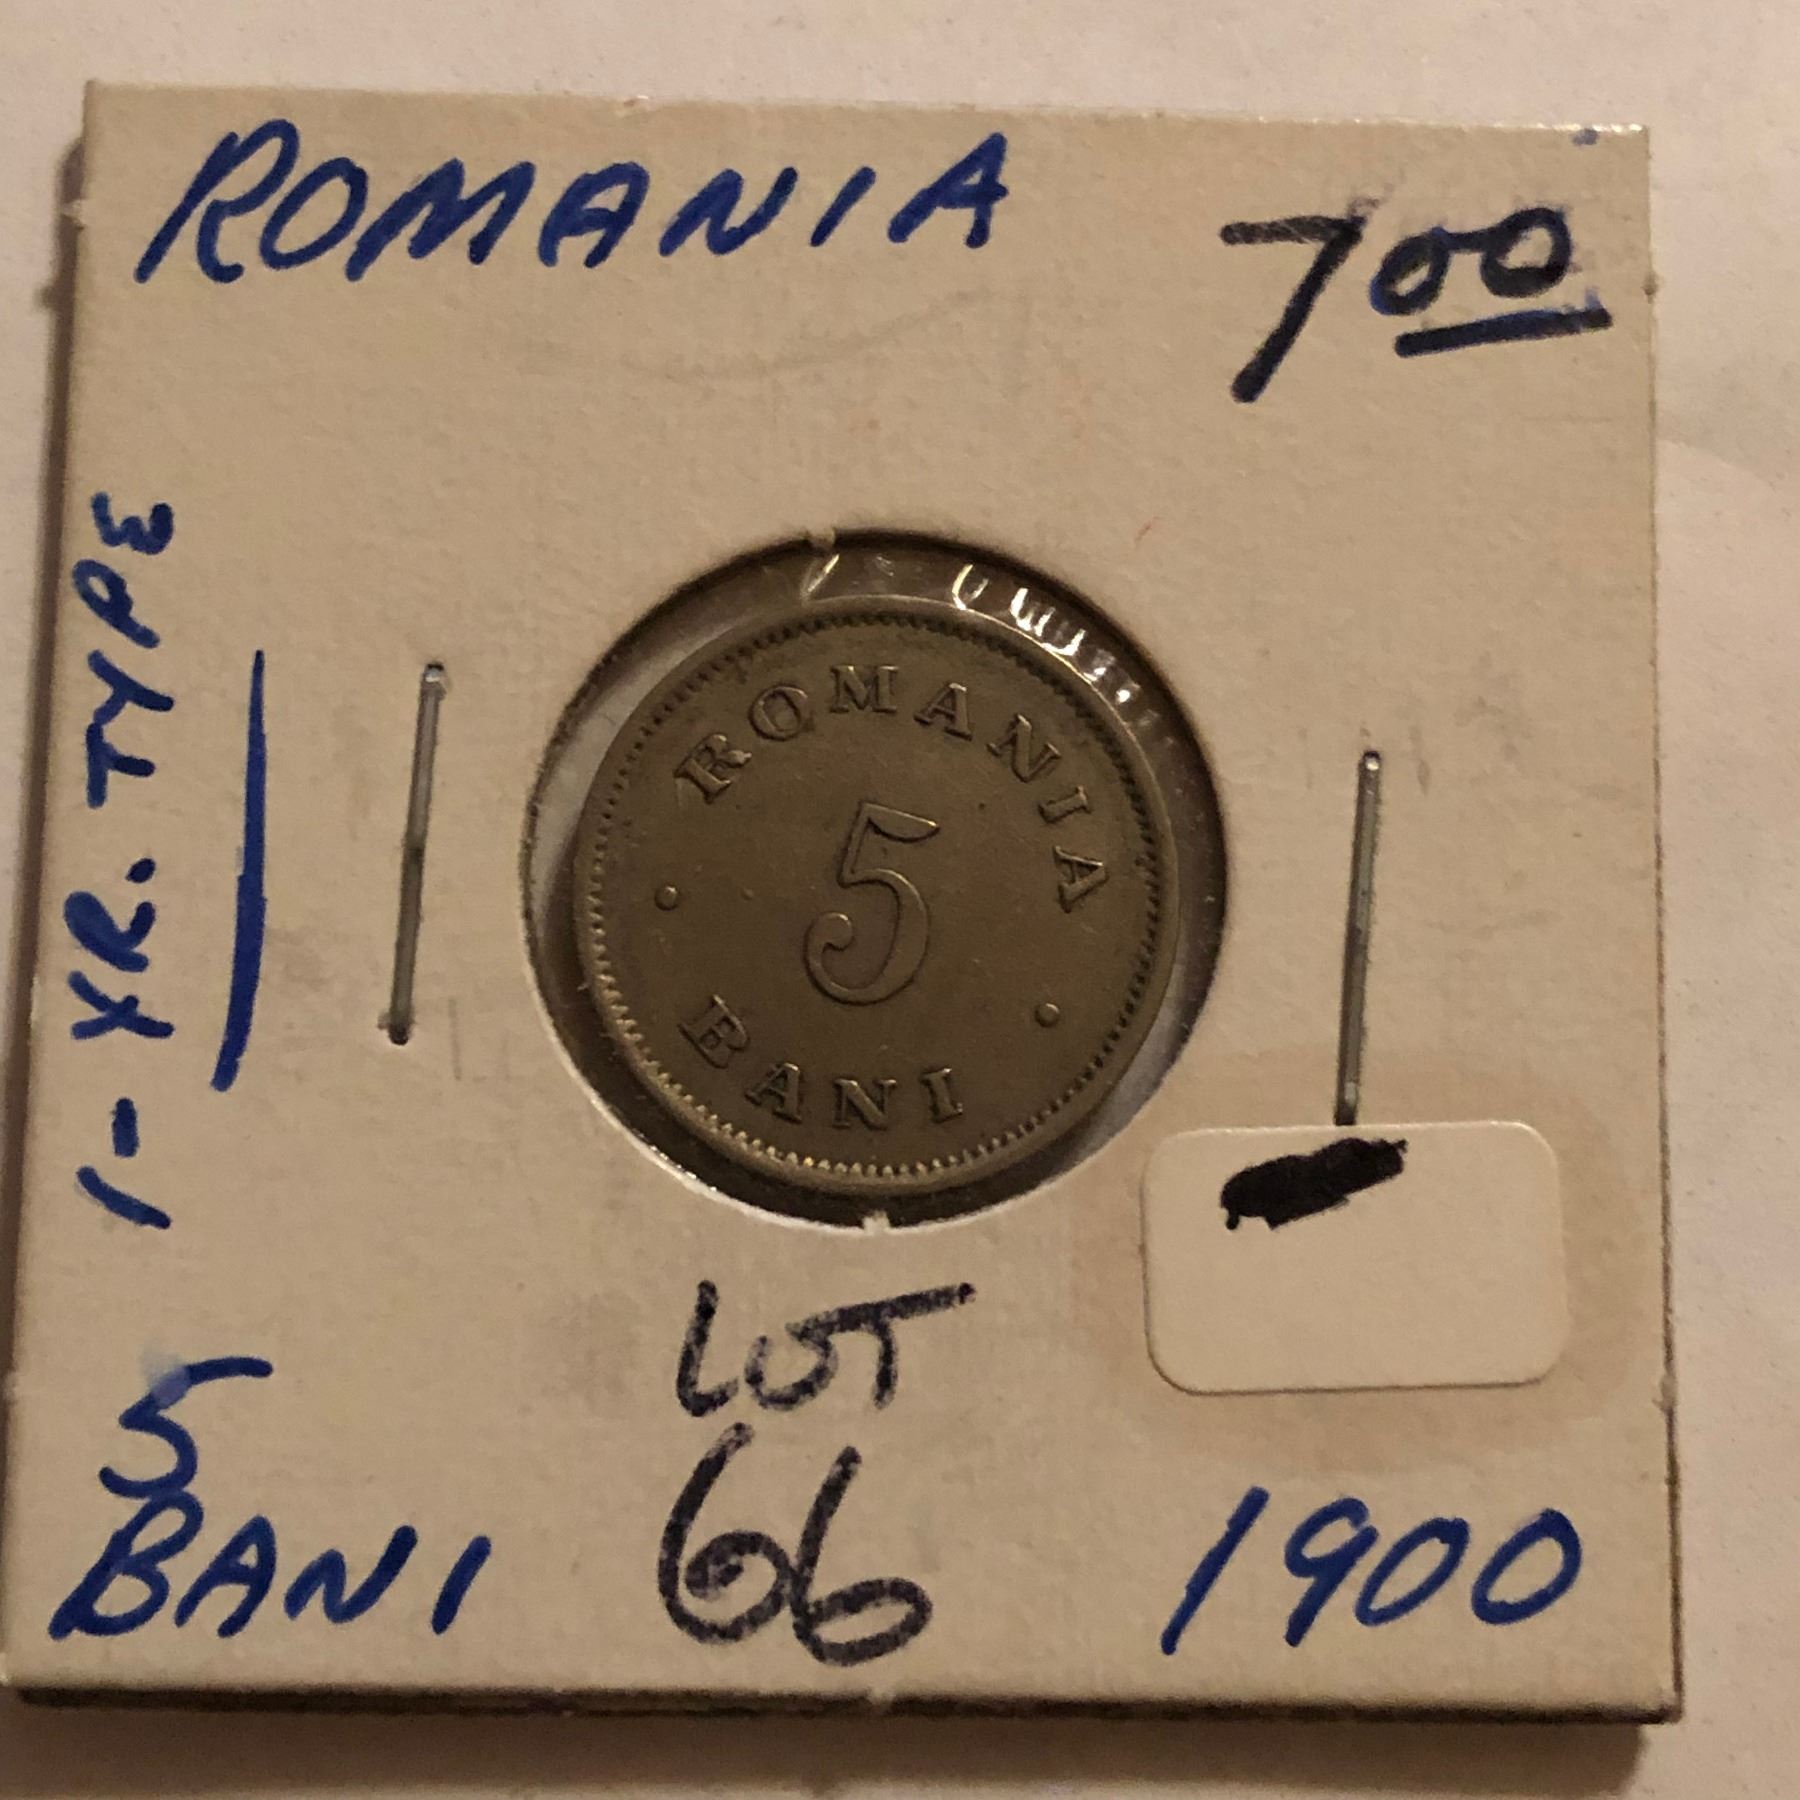 ROMANIA
7 00
1-YR. TYPE
ROMANIA
5
BANI
LOT
66
5
BANI
1900